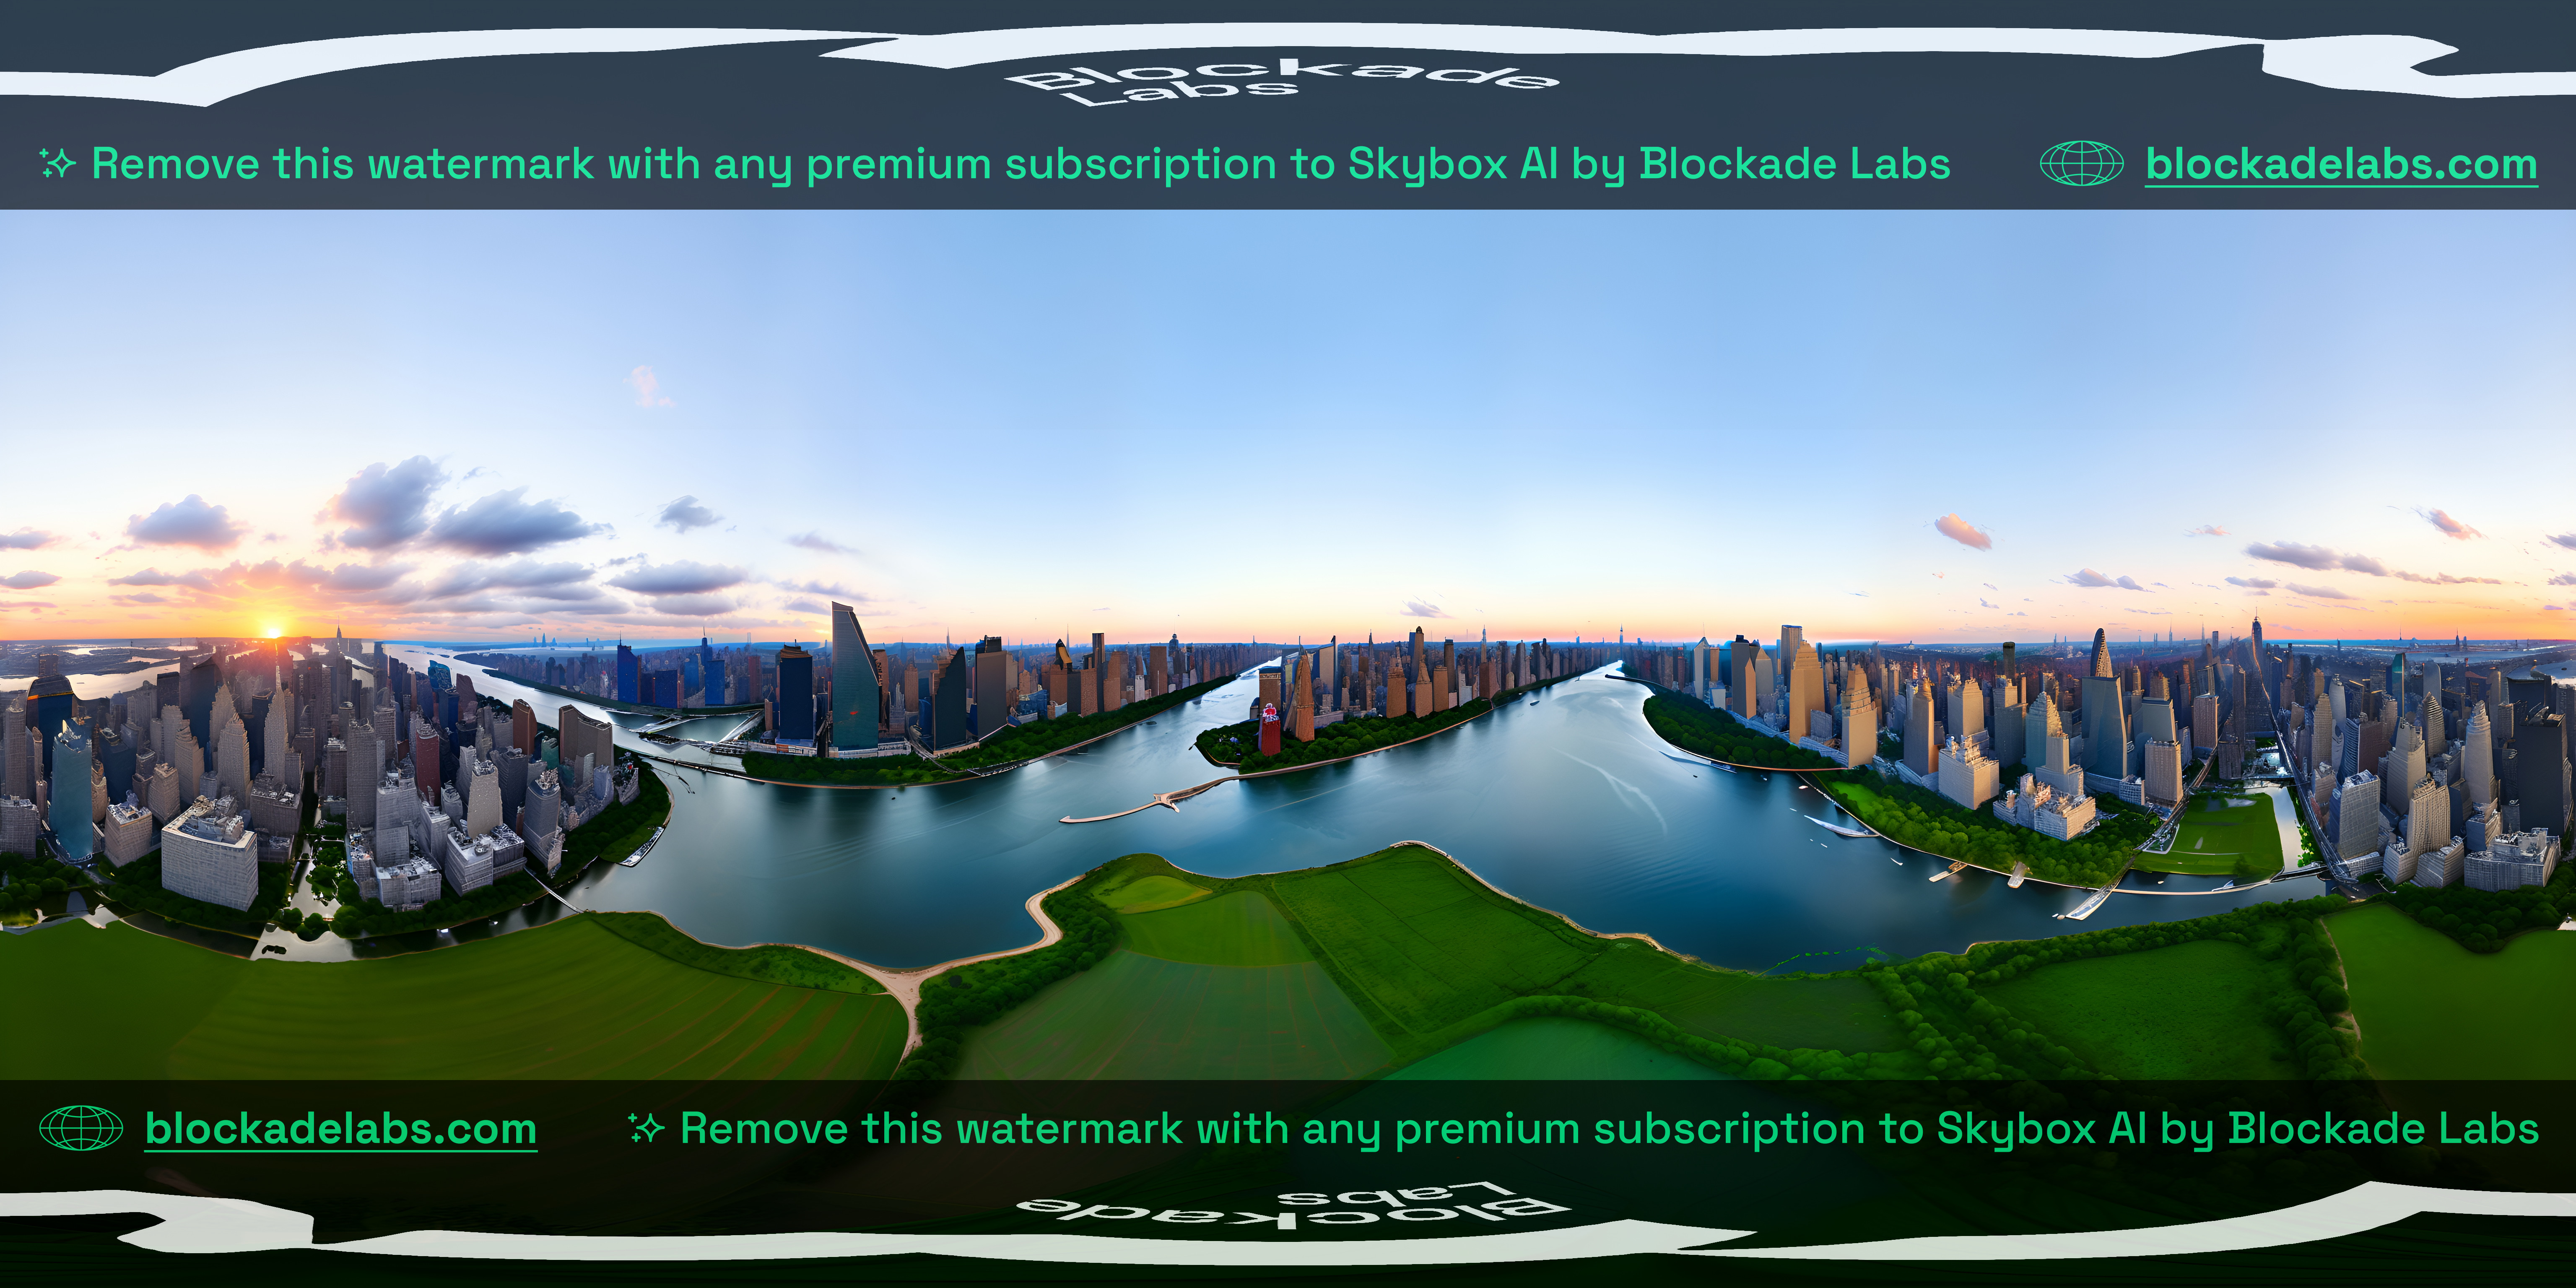 Blockade
Labs
Remove this watermark with any premium subscription to Skybox AI by Blockade Labs blockadelabs.com
blockadelabs.com Remove this watermark with any premium subscription to Skybox AI by Blockade Labs
Blockade
Labs